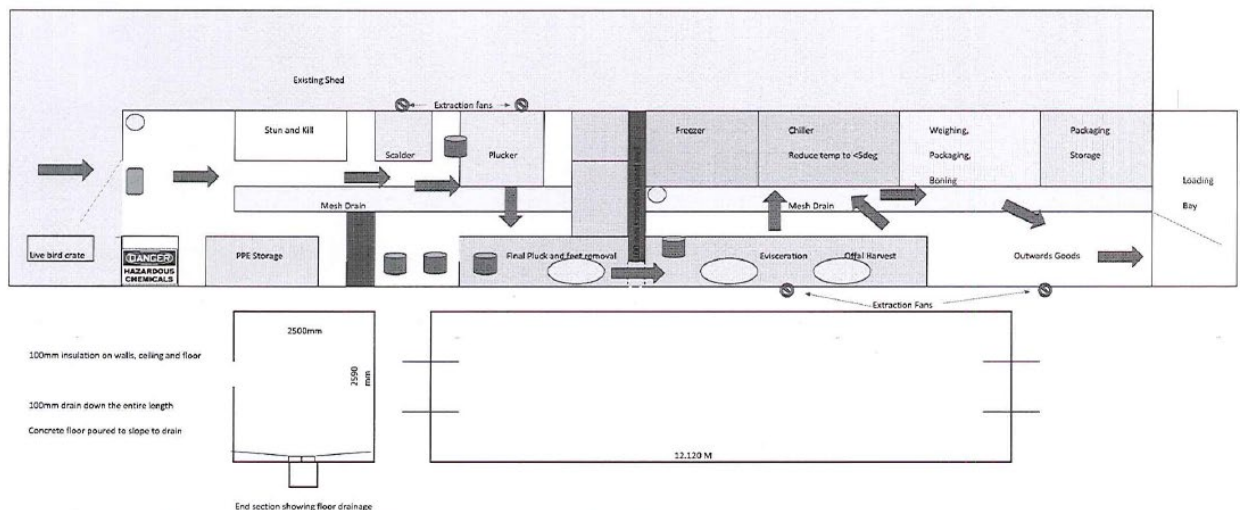 Existing Shed
Extraction fans
Stun and Kill
Scalder
Plucker
Freezer
Chiller
Reduce temp to <5deg
Weighing,
Packaging,
Boning
Packaging
Storage
Loading
Bay
Mesh Drain
Mesh Drain
Live bird crate
DANGER
HAZARDOUS
CHEMICALS
PPE Storage
Final Pluck and feet removal
Evisceration
Offal Harvest
Outwards Goods
Extraction Fans
100mm insulation on walls, ceiling and floor
100mm drain down the entire length
Concrete floor poured to slope to drain
2500mm
2590
mm
12.120 M
End section showing floor drainage